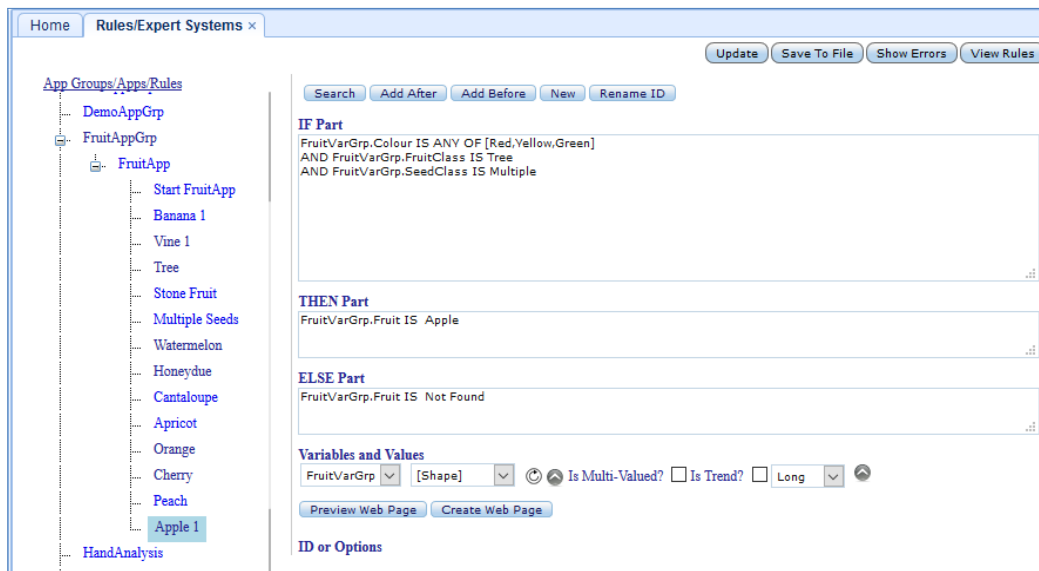 Home
Rules/Expert Systems ×
Update
Save To File
Show Errors
View Rules
App Groups/Apps/Rules
DemoAppGrp
FruitAppGrp
FruitApp
Start FruitApp
Banana 1
Vine 1
Tree
Stone Fruit
Multiple Seeds
Watermelon
Honeydue
Cantaloupe
Apricot
Orange
Cherry
Peach
Apple 1
HandAnalysis
Search
Add After
Add Before
New
Rename ID
IF Part
FruitVarGrp.Colour IS ANY OF [Red,Yellow,Green]
AND FruitVarGrp.FruitClass IS Tree
AND FruitVarGrp.SeedClass IS Multiple
THEN Part
FruitVarGrp.Fruit IS  Apple
ELSE Part
FruitVarGrp.Fruit IS  Not Found
Variables and Values
FruitVarGrp [Shape] Is Multi-Valued? Is Trend? Long
Preview Web Page
Create Web Page
ID or Options